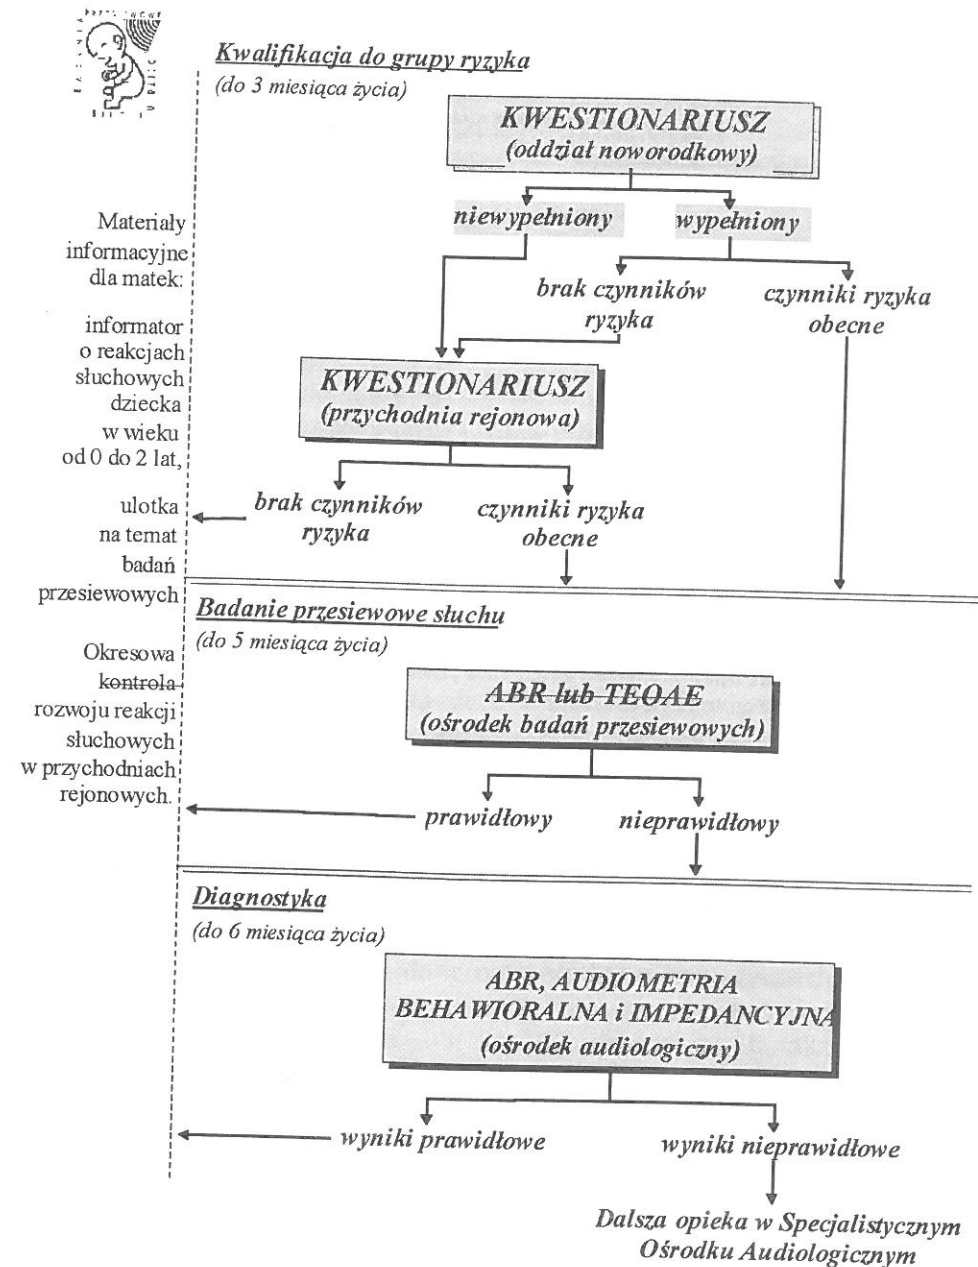 Kwalifikacja do grupy ryzyka
(do 3 miesiąca życia)
KWESTIONARIUSZ
(oddział noworodkowy)
niewypełniony
wypełniony
brak czynników
ryzyka
czynniki ryzyka
obecne
KWESTIONARIUSZ
(przychodnia rejonowa)
brak czynników
ryzyka
czynniki ryzyka
obecne
Materiały
informacyjne
dla matek:
informator
o reakcjach
słuchowych
dziecka
w wieku
od 0 do 2 lat,
ulotka
na temat
badań
przesiewowych
Okresowa
kontrola
rozwoju reakcji
słuchowych
w przychodniach
rejonowych.
Badanie przesiewowe słuchu
(do 5 miesiąca życia)
ABR lub TEOAE
(ośrodek badań przesiewowych)
prawidłowy
nieprawidłowy
Diagnostyka
(do 6 miesiąca życia)
ABR, AUDIOMETRIA
BEHAWIORALNA i IMPEDANCYJNA
(ośrodek audiologiczny)
wyniki prawidłowe
wyniki nieprawidłowe
Dalsza opieka w Specjalistycznym
Ośrodku Audiologicznym